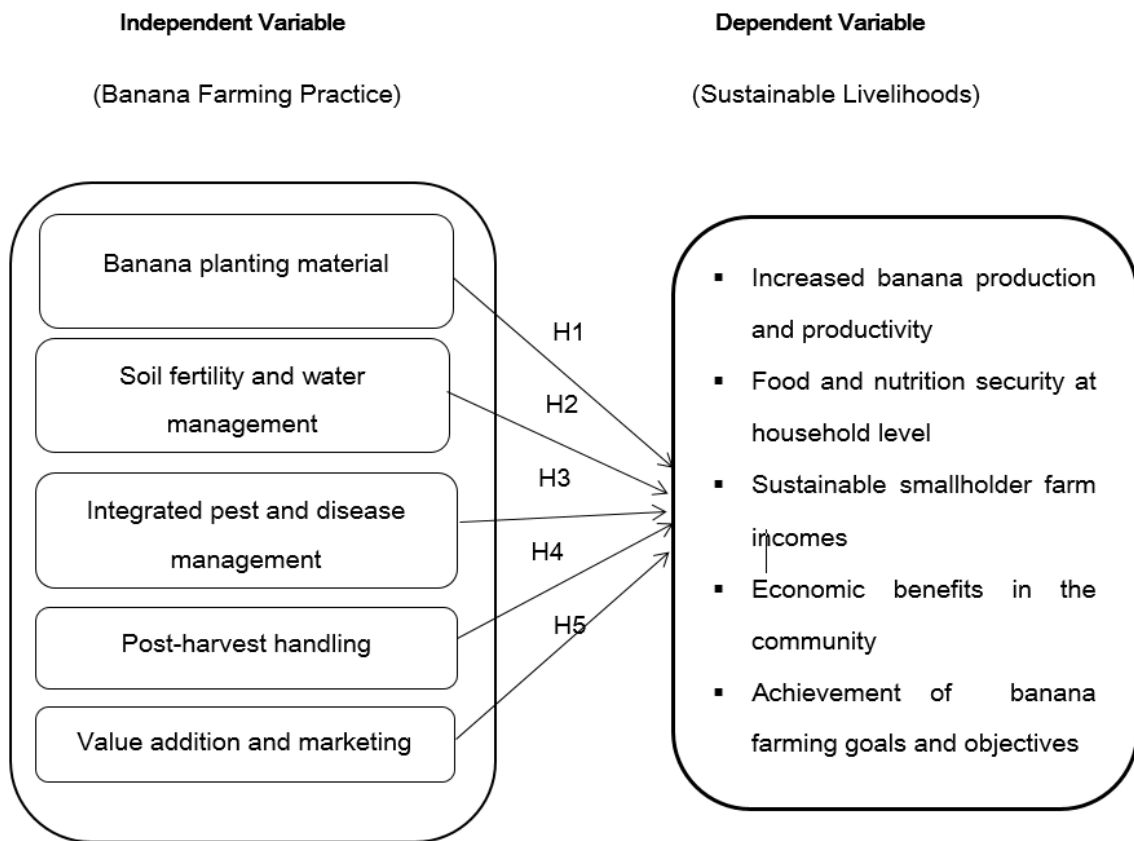 Independent Variable
Dependent Variable
(Banana Farming Practice)
(Sustainable Livelihoods)
Banana planting material
Soil fertility and water
management
Integrated pest and disease
management
Post-harvest handling
Value addition and marketing
H1
H2
H3
H4
H5
▪ Increased banana production
and productivity
▪ Food and nutrition security at
household level
▪ Sustainable smallholder farm
incomes
▪ Economic benefits in the
community
▪ Achievement of banana
farming goals and objectives